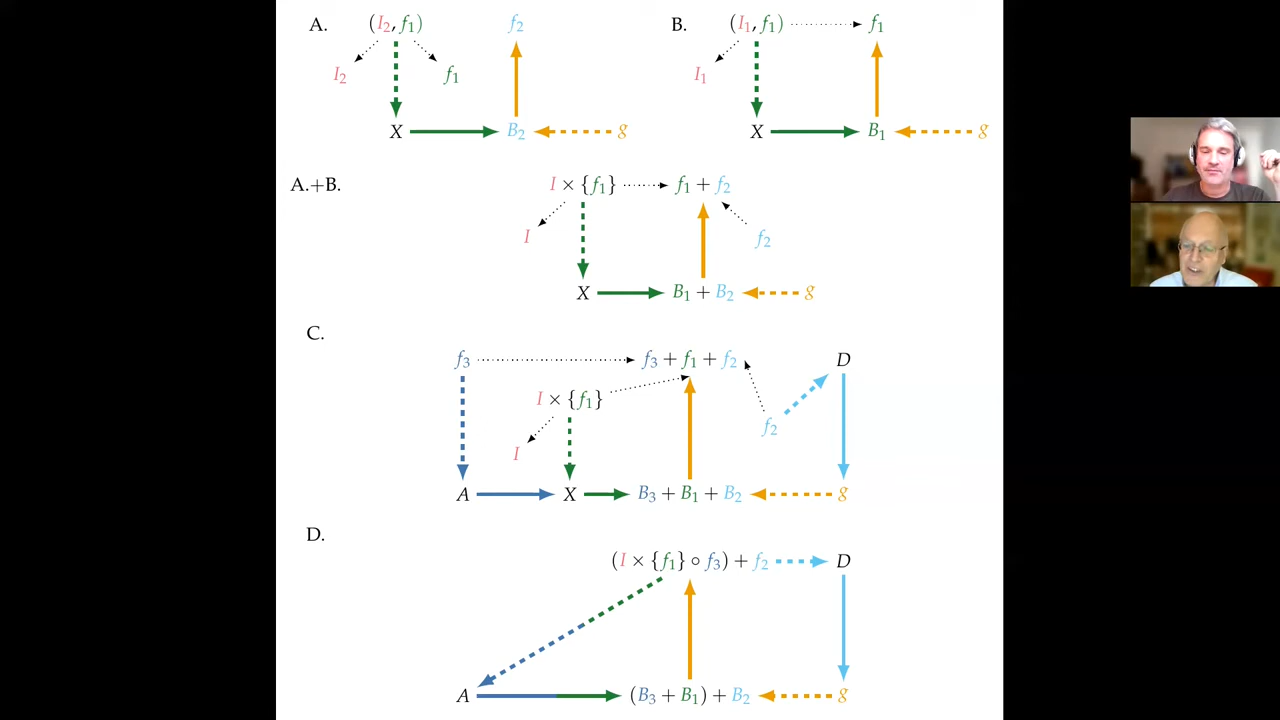 A. (I₂, f₁) f₂ B. (I₁, f₁) f₁
I₂ f₁ I₁
X B₂ g X B₁ g
A.+B. I × {f₁} f₁ + f₂
I f₂
X B₁ + B₂ g
C.
f₃ f₃ + f₁ + f₂ D
I × {f₁}
f₂
I
A X B₃ + B₁ + B₂ g
D.
(I × {f₁} ∘ f₃) + f₂ D
A (B₃ + B₁) + B₂ g